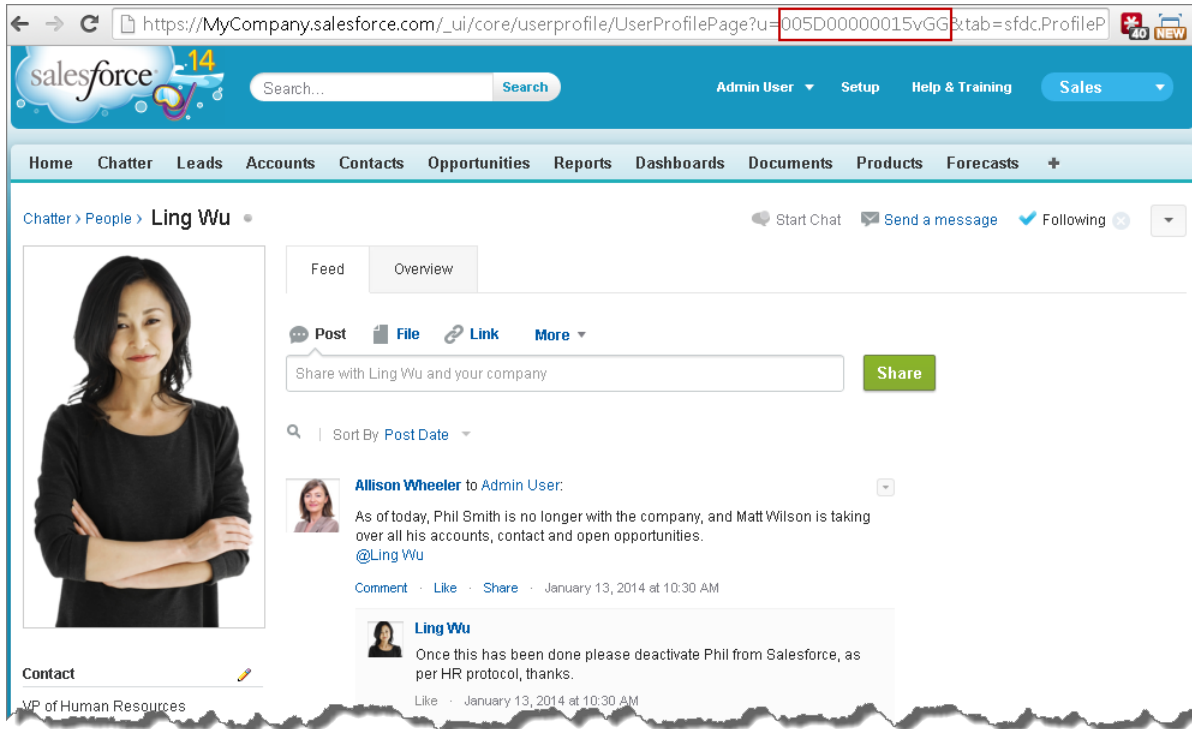 https://MyCompany.salesforce.com/_ui/core/userprofile/UserProfilePage?u=005D00000015vGG&tab=sfdc.ProfileP
40
NEW
salesforce
14
Search...
Search
Admin User
Setup
Help & Training
Sales
Home Chatter Leads Accounts Contacts Opportunities Reports Dashboards Documents Products Forecasts +
Chatter › People › Ling Wu
Start Chat
Send a message
Following
Feed
Overview
Post
File
Link
More
Share with Ling Wu and your company
Share
| Sort By Post Date
Allison Wheeler to Admin User:
As of today, Phil Smith is no longer with the company, and Matt Wilson is taking
over all his accounts, contact and open opportunities.
@Ling Wu
Comment · Like · Share · January 13, 2014 at 10:30 AM
Ling Wu
Once this has been done please deactivate Phil from Salesforce, as
per HR protocol, thanks.
Like · January 13, 2014 at 10:30 AM
Contact
VP of Human Resources